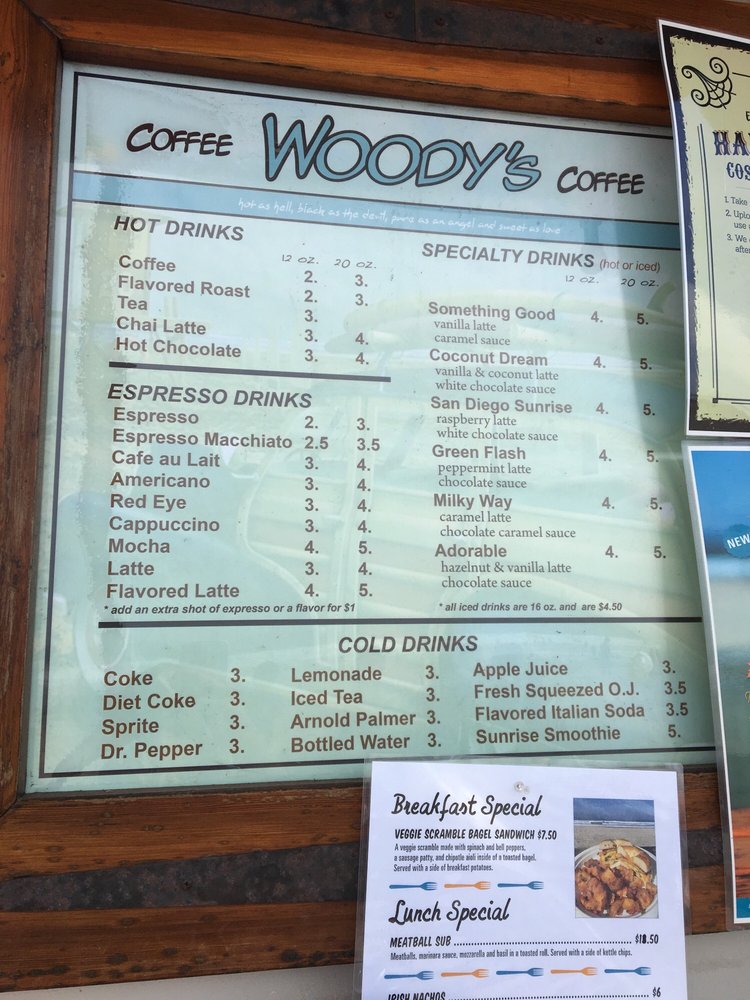 COFFEE WOODY'S COFFEE
hot as hell, black as the devil, pure as an angel and sweet as love
HOT DRINKS
12 OZ. 20 OZ.
Coffee 2. 3.
Flavored Roast 2. 3.
Tea 3.
Chai Latte 3. 4.
Hot Chocolate 3. 4.
ESPRESSO DRINKS
Espresso 2. 3.
Espresso Macchiato 2.5 3.5
Cafe au Lait 3. 4.
Americano 3. 4.
Red Eye 3. 4.
Cappuccino 3. 4.
Mocha 4. 5.
Latte 3. 4.
Flavored Latte 4. 5.
* add an extra shot of expresso or a flavor for $1
SPECIALTY DRINKS (hot or iced)
12 OZ. 20 OZ.
Something Good 4. 5.
vanilla latte
caramel sauce
Coconut Dream 4. 5.
vanilla & coconut latte
white chocolate sauce
San Diego Sunrise 4. 5.
raspberry latte
white chocolate sauce
Green Flash 4. 5.
peppermint latte
chocolate sauce
Milky Way 4. 5.
caramel latte
chocolate caramel sauce
Adorable 4. 5.
hazelnut & vanilla latte
chocolate sauce
* all iced drinks are 16 oz. and are $4.50
COLD DRINKS
Coke 3.
Diet Coke 3.
Sprite 3.
Dr. Pepper 3.
Lemonade 3.
Iced Tea 3.
Arnold Palmer 3.
Bottled Water 3.
Apple Juice 3.
Fresh Squeezed O.J. 3.5
Flavored Italian Soda 3.5
Sunrise Smoothie 5.
Breakfast Special
VEGGIE SCRAMBLE BAGEL SANDWICH $7.50
A veggie scramble made with spinach and bell peppers,
a sausage patty, and chipotle aioli inside of a toasted bagel.
Served with a side of breakfast potatoes.
Lunch Special
MEATBALL SUB $10.50
Meatballs, marinara sauce, mozzarella and basil in a toasted roll. Served with a side of kettle chips.
IRISH NACHOS $6
HA
COS
1. Take
2. Uplo
use
3. We
after
NEW